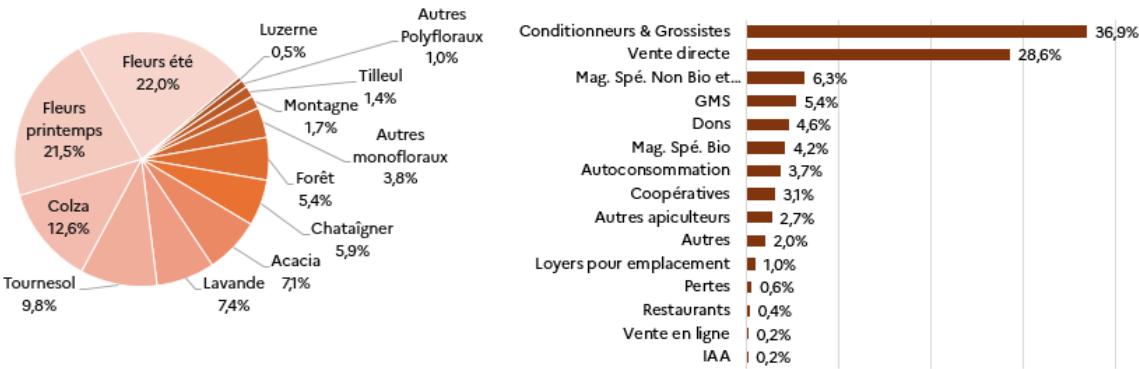 Autres
Polyfloraux
1,0%
Luzerne
0,5%
Fleurs été
22,0%
Tilleul
1,4%
Montagne
1,7%
Fleurs
printemps
21,5%
Autres
monofloraux
3,8%
Forêt
5,4%
Colza
12,6%
Chataîgner
5,9%
Acacia
7,1%
Tournesol
9,8%
Lavande
7,4%
Conditionneurs & Grossistes 36,9%
Vente directe 28,6%
Mag. Spé. Non Bio et... 6,3%
GMS 5,4%
Dons 4,6%
Mag. Spé. Bio 4,2%
Autoconsommation 3,7%
Coopératives 3,1%
Autres apiculteurs 2,7%
Autres 2,0%
Loyers pour emplacement 1,0%
Pertes 0,6%
Restaurants 0,4%
Vente en ligne 0,2%
IAA 0,2%